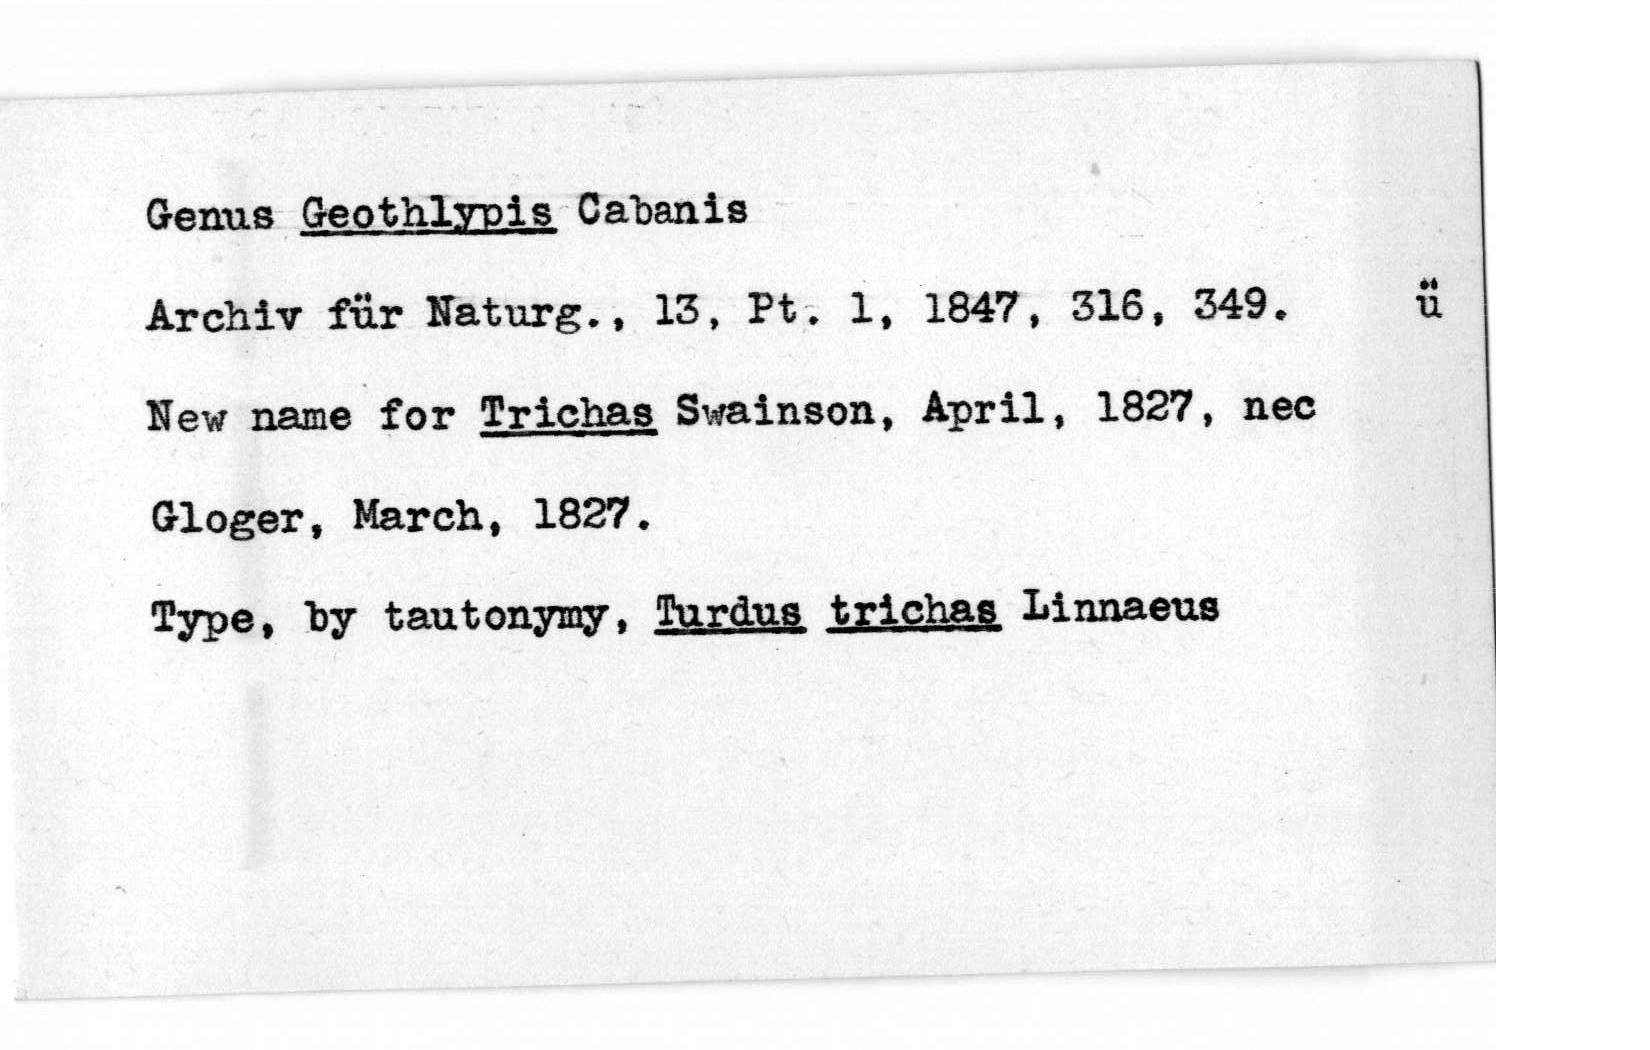 Genus Geothlypis Cabanis
Archiv für Naturg., 13, Pt. 1, 1847, 316, 349. ü
New name for Trichas Swainson, April, 1827, nec
Gloger, March, 1827.
Type, by tautonymy, Turdus trichas Linnaeus